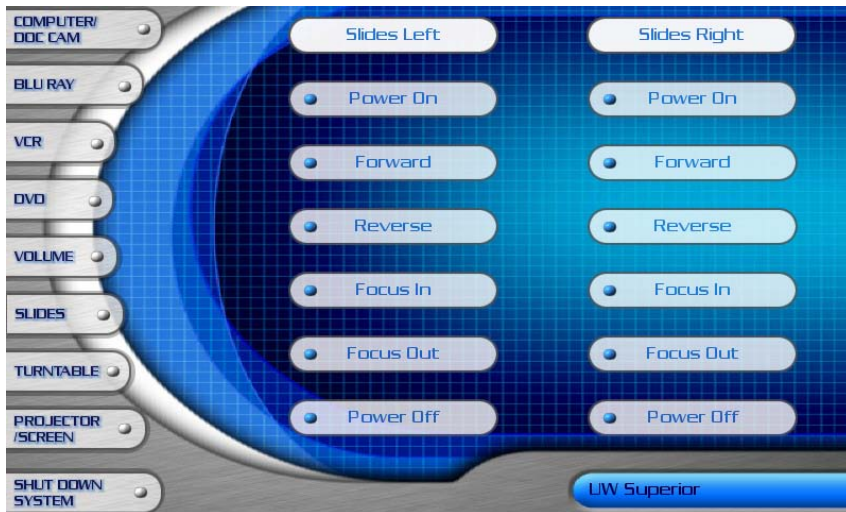 COMPUTER/
DOC CAM
BLU RAY
VCR
DVD
VOLUME
SLIDES
TURNTABLE
PROJECTOR
/SCREEN
SHUT DOWN
SYSTEM
Slides Left
Power On
Forward
Reverse
Focus In
Focus Out
Power Off
Slides Right
Power On
Forward
Reverse
Focus In
Focus Out
Power Off
UW Superior